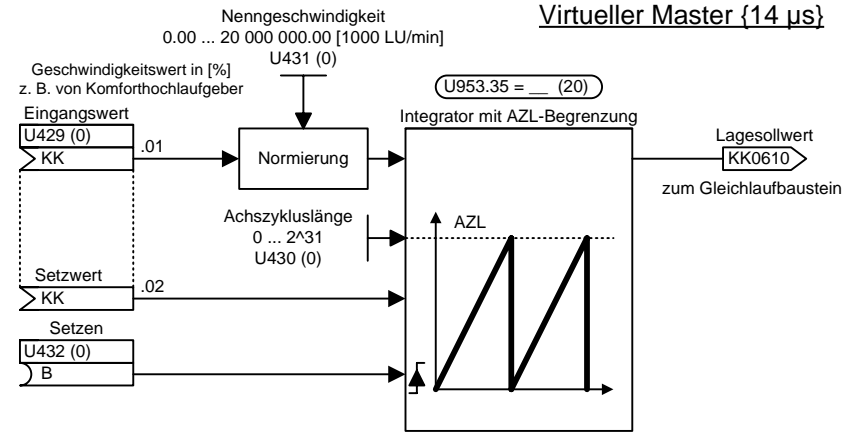 Virtueller Master {14 µs}
Nenngeschwindigkeit
0.00 ... 20 000 000.00 [1000 LU/min]
U431 (0)
Geschwindigkeitswert in [%]
z. B. von Komforthochlaufgeber
Eingangswert
U429 (0)
KK
.01
Normierung
U953.35 = __ (20)
Integrator mit AZL-Begrenzung
Lagesollwert
KK0610
zum Gleichlaufbaustein
Achszykluslänge
0 ... 2^31
U430 (0)
AZL
Setzwert
KK
.02
Setzen
U432 (0)
B